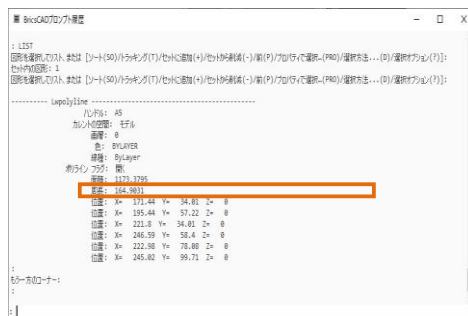 BricsCADプロンプト履歴
: LIST
図形を選択してリスト、または [ソート(SO)/トラッキング(T)/セットに追加(+)/セットから削減(-)/前(P)/プロパティで選択…(PRO)/選択方法...(D)/選択オプション(?)]:
セット内の図形: 1
図形を選択してリスト、または [ソート(SO)/トラッキング(T)/セットに追加(+)/セットから削減(-)/前(P)/プロパティで選択…(PRO)/選択方法...(D)/選択オプション(?)]:
---------- Lwpolyline ----------------------------------------------
ハンドル: A5
カレントの空間: モデル
画層: 0
色: BYLAYER
線種: ByLayer
ポリライン フラグ: 開く
面積: 1173.3795
距離: 164.9031
位置: X= 171.44 Y= 34.01 Z= 0
位置: X= 195.44 Y= 57.22 Z= 0
位置: X= 221.8 Y= 34.01 Z= 0
位置: X= 246.59 Y= 58.4 Z= 0
位置: X= 222.98 Y= 78.08 Z= 0
位置: X= 245.02 Y= 99.71 Z= 0
:
もう一方のコーナー:
:
: